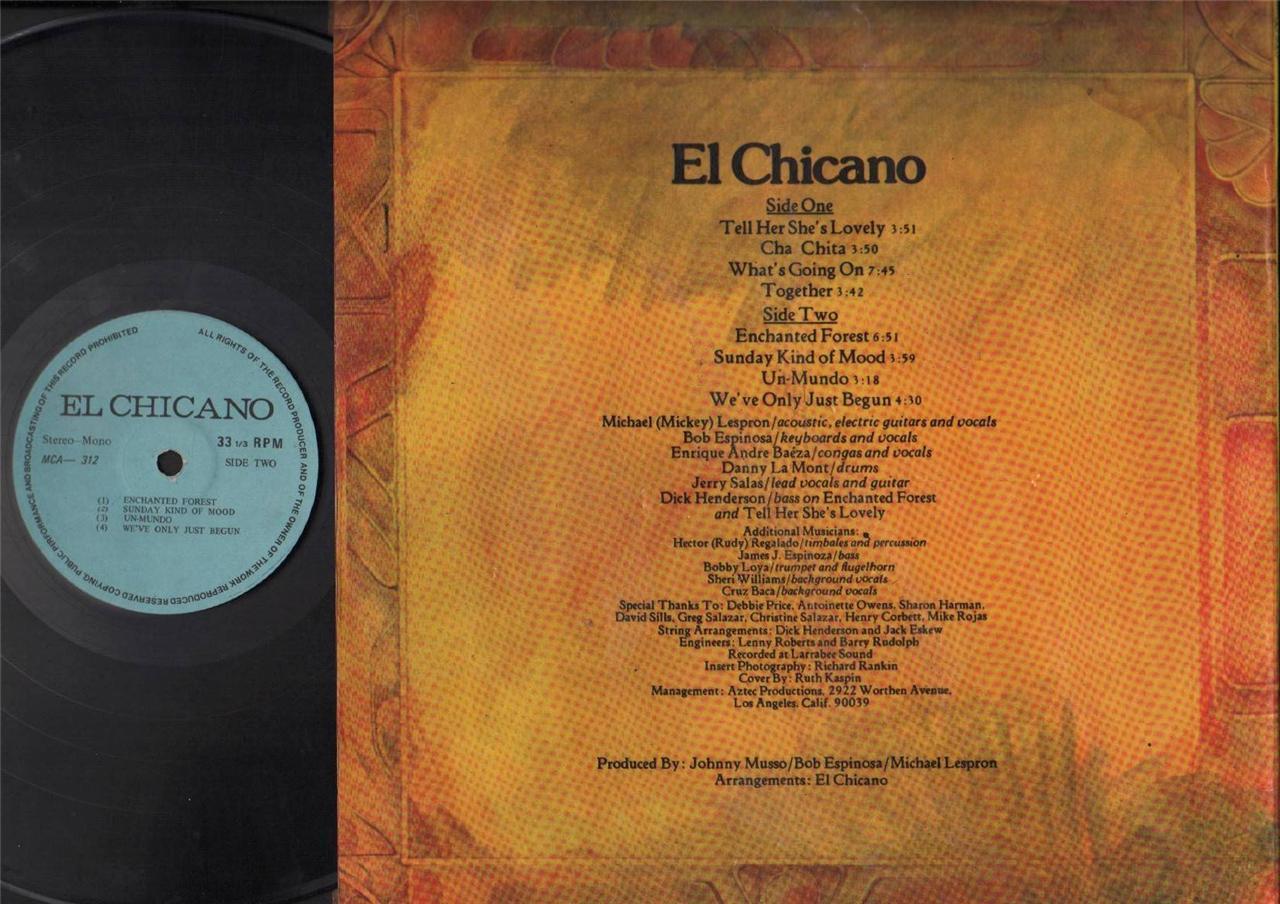 ALL RIGHTS OF THE RECORD PRODUCER AND OF THE OWNER OF THE WORK REPRODUCED RESERVED COPYING PUBLIC PERFORMANCE AND BROADCASTING OF THIS RECORD PROHIBITED
EL CHICANO
Stereo-Mono
33 1/3 RPM
MCA— 312
SIDE TWO
(1) ENCHANTED FOREST
(2) SUNDAY KIND OF MOOD
(3) UN-MUNDO
(4) WE'VE ONLY JUST BEGUN
El Chicano
Side One
Tell Her She's Lovely 3:51
Cha Chita 3:50
What's Going On 7:45
Together 3:42
Side Two
Enchanted Forest 6:51
Sunday Kind of Mood 3:59
Un-Mundo 3:18
We've Only Just Begun 4:30
Michael (Mickey) Lespron/acoustic, electric guitars and vocals
Bob Espinosa/keyboards and vocals
Enrique Andre Baéza/congas and vocals
Danny La Mont/drums
Jerry Salas/lead vocals and guitar
Dick Henderson/bass on Enchanted Forest
and Tell Her She's Lovely
Additional Musicians:
Hector (Rudy) Regalado/timbales and percussion
James J. Espinoza/bass
Bobby Loya/trumpet and flugelhorn
Sheri Williams/background vocals
Cruz Baca/background vocals
Special Thanks To: Debbie Price, Antoinette Owens, Sharon Harman,
David Sills, Greg Salazar, Christine Salazar, Henry Corbett, Mike Rojas
String Arrangements: Dick Henderson and Jack Eskew
Engineers: Lenny Roberts and Barry Rudolph
Recorded at Larrabee Sound
Insert Photography: Richard Rankin
Cover By: Ruth Kaspin
Management: Aztec Productions, 2922 Worthen Avenue,
Los Angeles, Calif. 90039
Produced By: Johnny Musso/Bob Espinosa/Michael Lespron
Arrangements: El Chicano